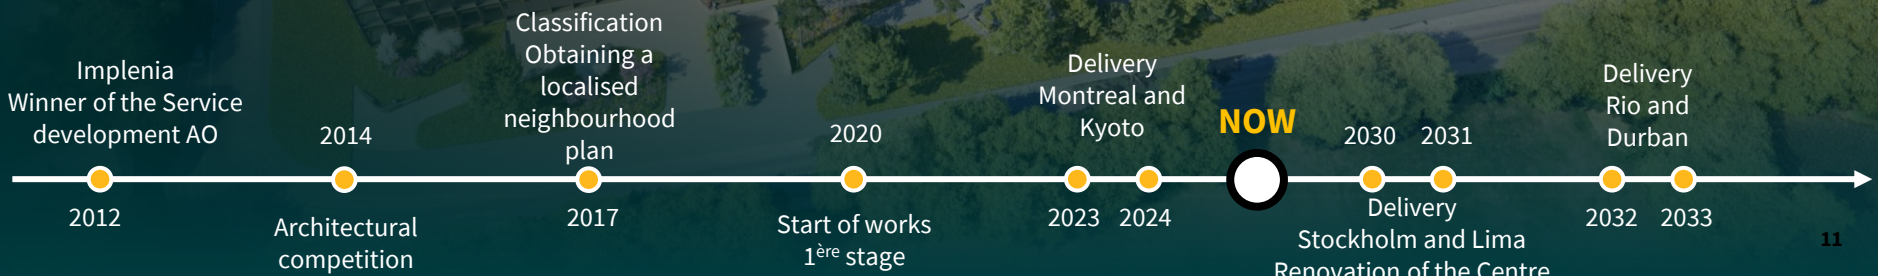 Implenia
Winner of the Service
development AO
2012
2014
Architectural
competition
Classification
Obtaining a
localised
neighbourhood
plan
2017
2020
Start of works
1ère stage
Delivery
Montreal and
Kyoto
2023 2024
NOW
2030 2031
Delivery
Stockholm and Lima
Renovation of the Centre
Delivery
Rio and
Durban
2032 2033
11